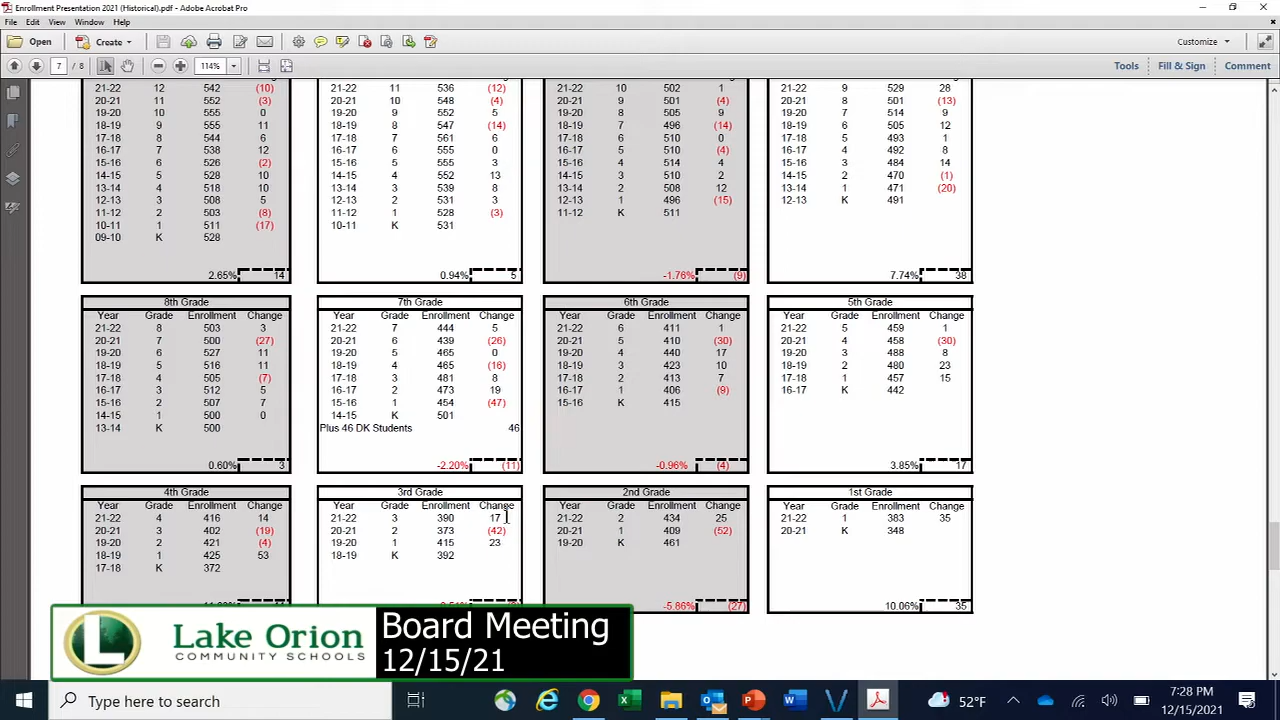 Enrollment Presentation 2021 (Historical).pdf - Adobe Acrobat Pro
File Edit View Window Help
Open Create Customize
7 / 8 114% Tools Fill & Sign Comment
21-22 12 542 (10)
20-21 11 552 (3)
19-20 10 555 0
18-19 9 555 11
17-18 8 544 6
16-17 7 538 12
15-16 6 526 (2)
14-15 5 528 10
13-14 4 518 10
12-13 3 508 5
11-12 2 503 (8)
10-11 1 511 (17)
09-10 K 528
2.65% 14
21-22 11 536 (12)
20-21 10 548 (4)
19-20 9 552 5
18-19 8 547 (14)
17-18 7 561 6
16-17 6 555 0
15-16 5 555 3
14-15 4 552 13
13-14 3 539 8
12-13 2 531 3
11-12 1 528 (3)
10-11 K 531
0.94% 5
21-22 10 502 1
20-21 9 501 (4)
19-20 8 505 9
18-19 7 496 (14)
17-18 6 510 0
16-17 5 510 (4)
15-16 4 514 4
14-15 3 510 2
13-14 2 508 12
12-13 1 496 (15)
11-12 K 511
-1.76% (9)
21-22 9 529 28
20-21 8 501 (13)
19-20 7 514 9
18-19 6 505 12
17-18 5 493 1
16-17 4 492 8
15-16 3 484 14
14-15 2 470 (1)
13-14 1 471 (20)
12-13 K 491
7.74% 38
8th Grade
Year Grade Enrollment Change
21-22 8 503 3
20-21 7 500 (27)
19-20 6 527 11
18-19 5 516 11
17-18 4 505 (7)
16-17 3 512 5
15-16 2 507 7
14-15 1 500 0
13-14 K 500
0.60% 3
7th Grade
Year Grade Enrollment Change
21-22 7 444 5
20-21 6 439 (26)
19-20 5 465 0
18-19 4 465 (16)
17-18 3 481 8
16-17 2 473 19
15-16 1 454 (47)
14-15 K 501
Plus 46 DK Students 46
-2.20% (11)
6th Grade
Year Grade Enrollment Change
21-22 6 411 1
20-21 5 410 (30)
19-20 4 440 17
18-19 3 423 10
17-18 2 413 7
16-17 1 406 (9)
15-16 K 415
-0.96% (4)
5th Grade
Year Grade Enrollment Change
21-22 5 459 1
20-21 4 458 (30)
19-20 3 488 8
18-19 2 480 23
17-18 1 457 15
16-17 K 442
3.85% 17
4th Grade
Year Grade Enrollment Change
21-22 4 416 14
20-21 3 402 (19)
19-20 2 421 (4)
18-19 1 425 53
17-18 K 372
3rd Grade
Year Grade Enrollment Change
21-22 3 390 17
20-21 2 373 (42)
19-20 1 415 23
18-19 K 392
2nd Grade
Year Grade Enrollment Change
21-22 2 434 25
20-21 1 409 (52)
19-20 K 461
-5.86% (27)
1st Grade
Year Grade Enrollment Change
21-22 1 383 35
20-21 K 348
10.06% 35
L
Lake Orion
COMMUNITY SCHOOLS
Board Meeting
12/15/21
Type here to search
52°F
7:28 PM
12/15/2021